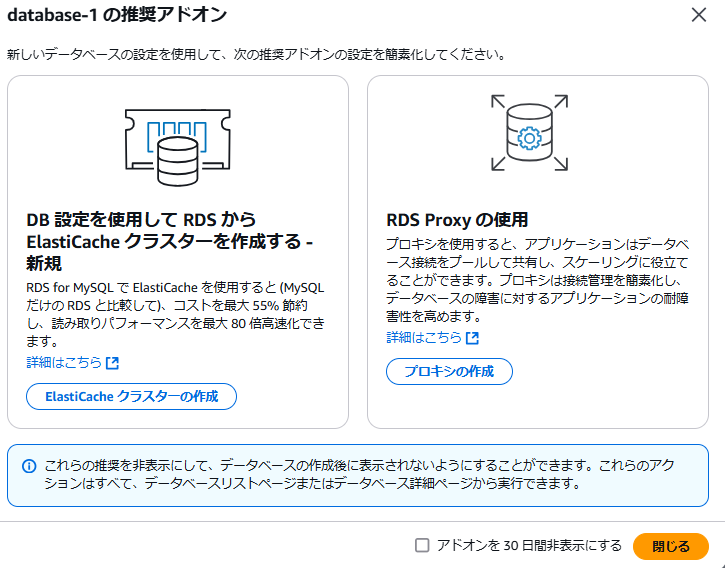 database-1 の推奨アドオン
新しいデータベースの設定を使用して、次の推奨アドオンの設定を簡素化してください。
DB 設定を使用して RDS から
ElastiCache クラスターを作成する -
新規
RDS for MySQL で ElastiCache を使用すると (MySQL
だけの RDS と比較して)、コストを最大 55% 節約
し、読み取りパフォーマンスを最大 80 倍高速化でき
ます。
詳細はこちら
ElastiCache クラスターの作成
RDS Proxy の使用
プロキシを使用すると、アプリケーションはデータベ
ース接続をプールして共有し、スケーリングに役立て
ることができます。プロキシは接続管理を簡素化し、
データベースの障害に対するアプリケーションの耐障
害性を高めます。
詳細はこちら
プロキシの作成
これらの推奨を非表示にして、データベースの作成後に表示されないようにすることができます。これらのアク
ションはすべて、データベースリストページまたはデータベース詳細ページから実行できます。
アドオンを 30 日間非表示にする
閉じる